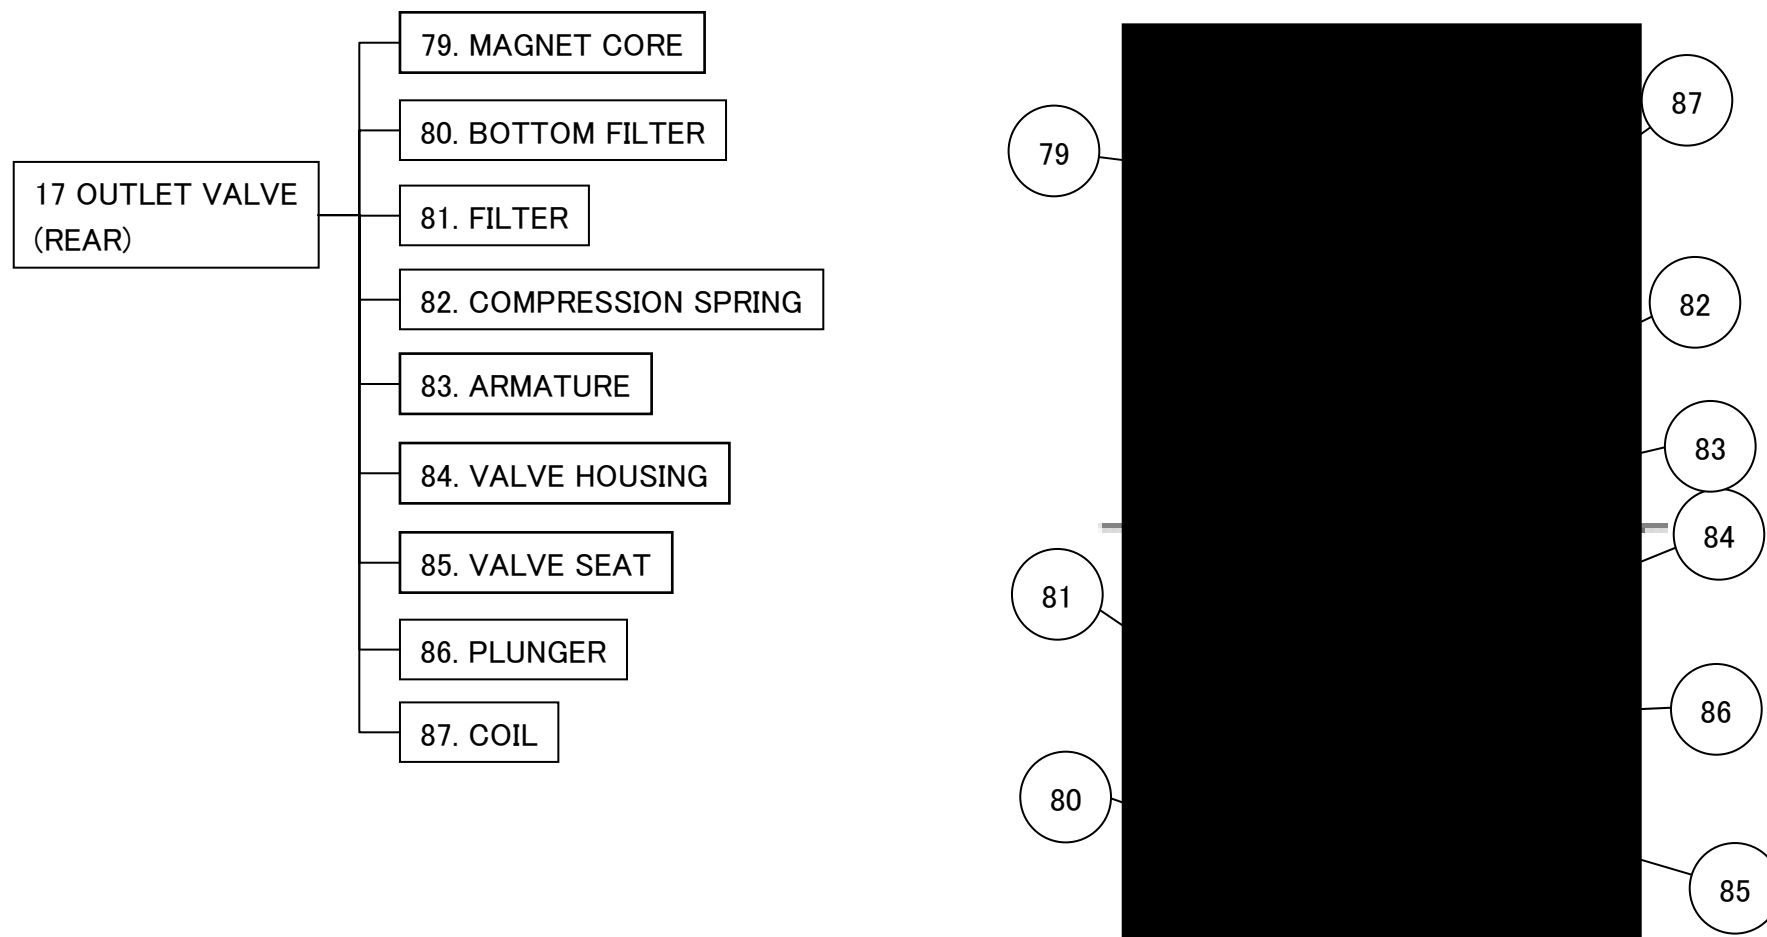 17 OUTLET VALVE
(REAR)
79. MAGNET CORE
80. BOTTOM FILTER
81. FILTER
82. COMPRESSION SPRING
83. ARMATURE
84. VALVE HOUSING
85. VALVE SEAT
86. PLUNGER
87. COIL
79
87
82
83
84
81
86
80
85